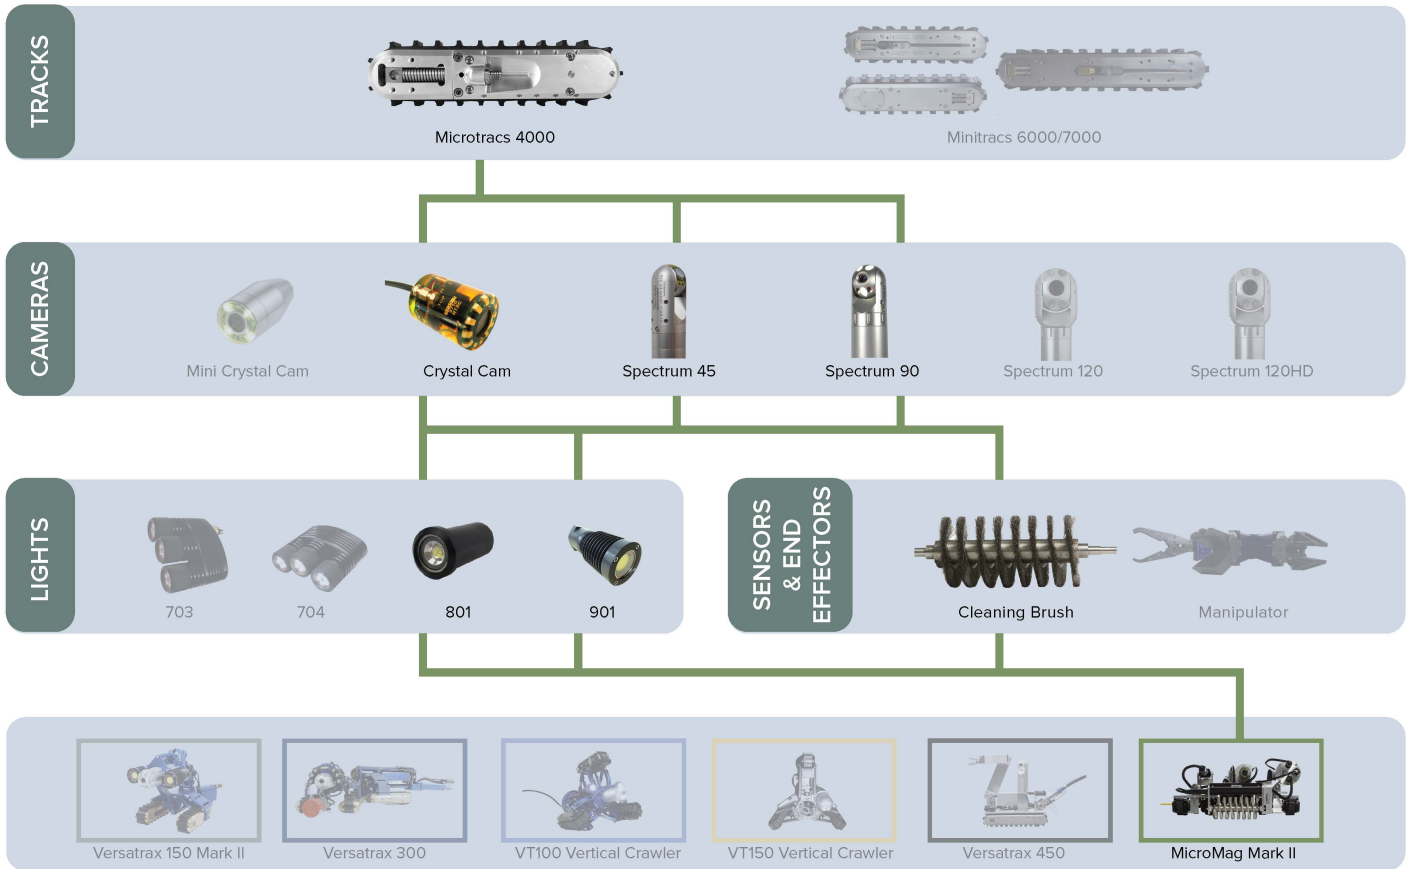 TRACKS
Microtracs 4000
Minitracs 6000/7000
CAMERAS
Mini Crystal Cam
Crystal Cam
Spectrum 45
Spectrum 90
Spectrum 120
Spectrum 120HD
LIGHTS
703
704
801
901
SENSORS
& END
EFFECTORS
Cleaning Brush
Manipulator
Versatrax 150 Mark II
Versatrax 300
VT100 Vertical Crawler
VT150 Vertical Crawler
Versatrax 450
MicroMag Mark II